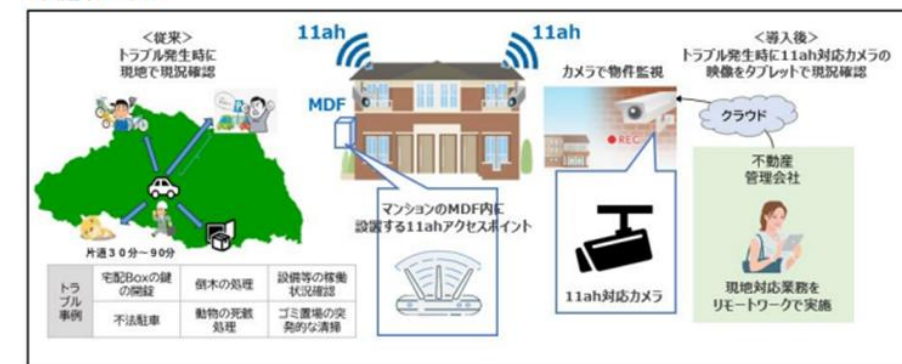 <従来>
トラブル発生時に
現地で現況確認
片道30分～90分
トラ
ブル
事例
宅配Boxの鍵
の開錠
倒木の処理
設備等の稼働
状況確認
不法駐車
動物の死骸
処理
ゴミ置場の突
発的な清掃
11ah
11ah
MDF
マンションのMDF内に
設置する11ahアクセスポイント
カメラで物件監視
REC
11ah対応カメラ
<導入後>
トラブル発生時に11ah対応カメラの
映像をタブレットで現況確認
クラウド
不動産
管理会社
現地対応業務を
リモートワークで実施